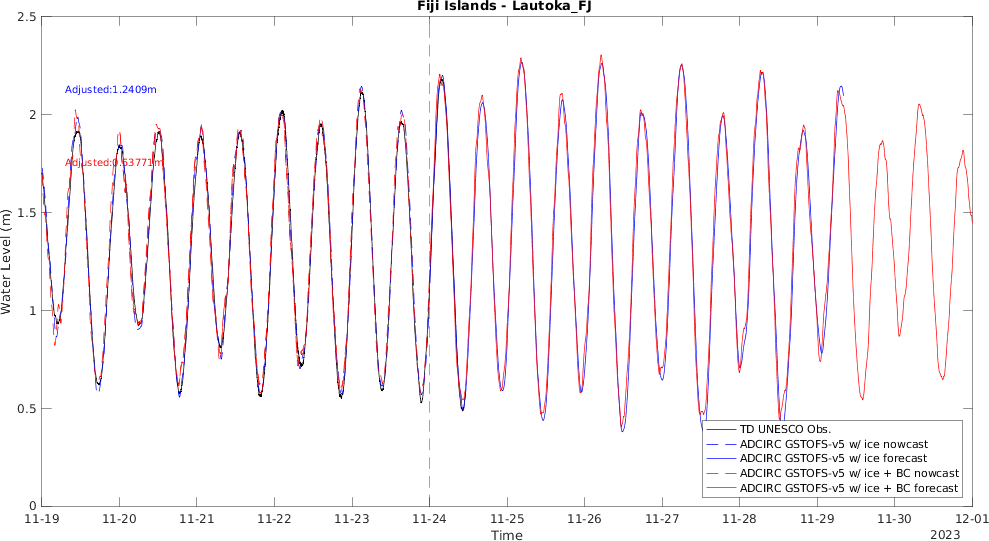 Fiji Islands - Lautoka_FJ
2.5
2
1.5
1
0.5
0
Water Level (m)
Adjusted:1.2409m
Adjusted:0.63771m
TD UNESCO Obs.
ADCIRC GSTOFS-v5 w/ ice nowcast
ADCIRC GSTOFS-v5 w/ ice forecast
ADCIRC GSTOFS-v5 w/ ice + BC nowcast
ADCIRC GSTOFS-v5 w/ ice + BC forecast
11-19 11-20 11-21 11-22 11-23 11-24 11-25 11-26 11-27 11-28 11-29 11-30 12-01
Time
2023